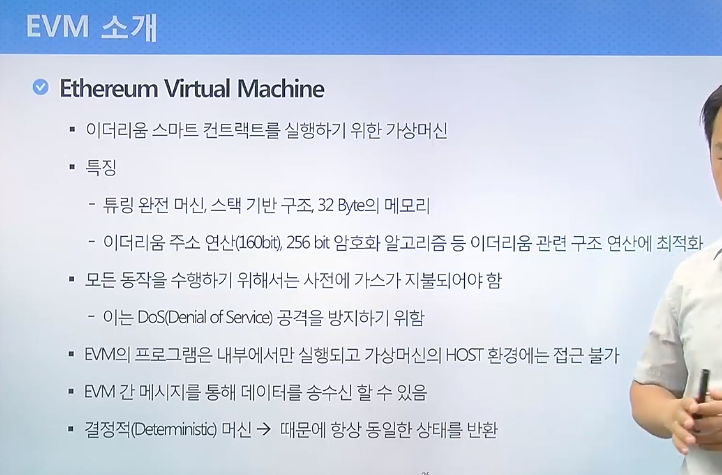 EVM 소개
Ethereum Virtual Machine
▪ 이더리움 스마트 컨트랙트를 실행하기 위한 가상머신
▪ 특징
- 튜링 완전 머신, 스택 기반 구조, 32 Byte의 메모리
- 이더리움 주소 연산(160bit), 256 bit 암호화 알고리즘 등 이더리움 관련 구조 연산에 최적화
▪ 모든 동작을 수행하기 위해서는 사전에 가스가 지불되어야 함
- 이는 DoS(Denial of Service) 공격을 방지하기 위함
▪ EVM의 프로그램은 내부에서만 실행되고 가상머신의 HOST 환경에는 접근 불가
▪ EVM 간 메시지를 통해 데이터를 송수신 할 수 있음
▪ 결정적(Deterministic) 머신 → 때문에 항상 동일한 상태를 반환